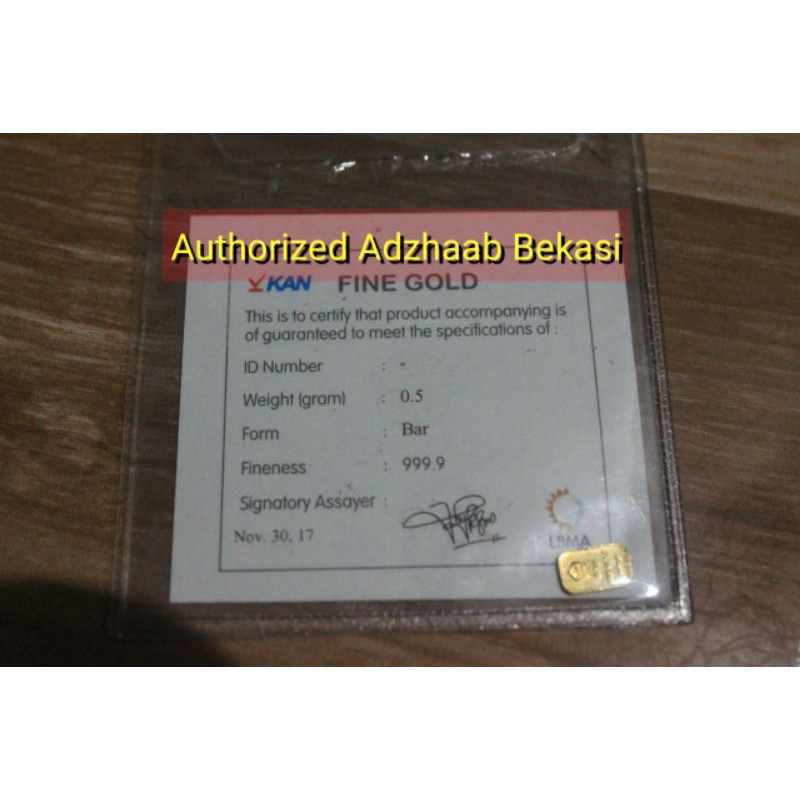 Authorized Adzhaab Bekasi
KAN FINE GOLD
This is to certify that product accompanying is
of guaranteed to meet the specifications of :
ID Number : -
Weight (gram) : 0.5
Form : Bar
Fineness : 999.9
Signatory Assayer :
Nov. 30, 17
LBMA